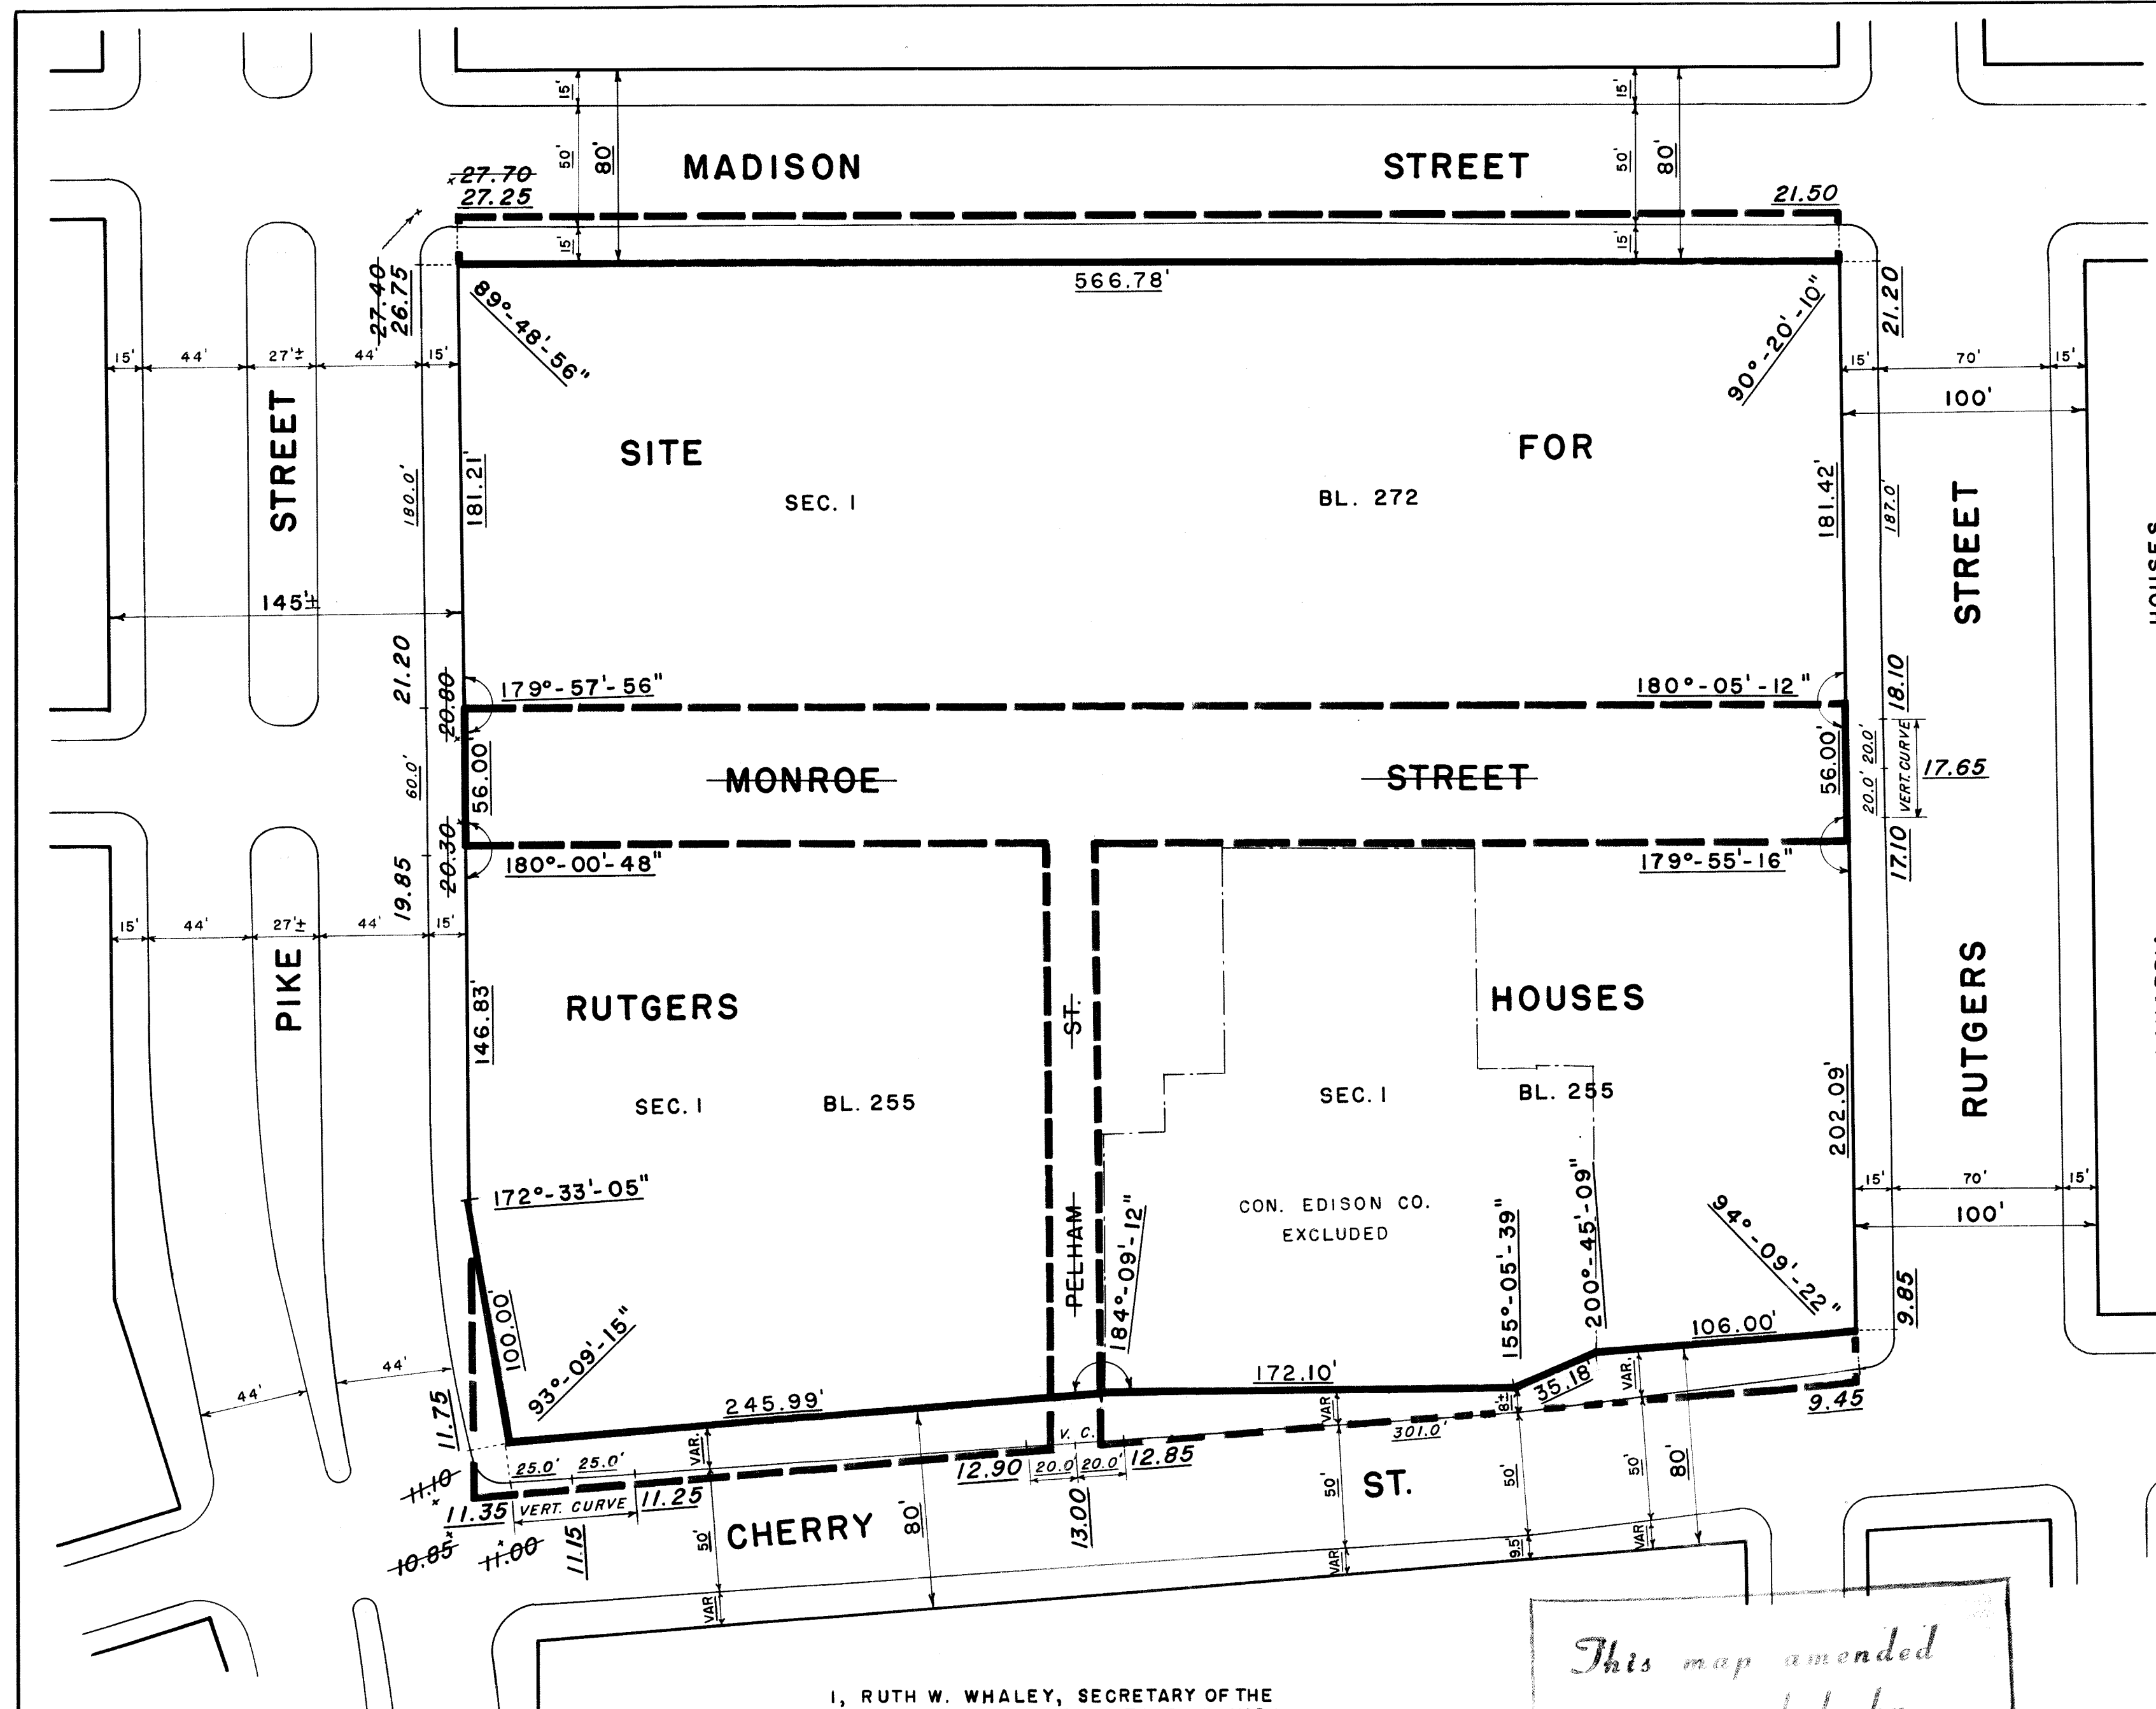 15'
15'
50'
80'
50'
80'
MADISON STREET
27.70
27.25
21.50
15'
15'
27.40
26.75
566.78'
21.20
89°-48'-56"
90°-20'-10"
15' 44' 27'± 44' 15'
15' 70' 15'
100'
STREET
SITE FOR
SEC. 1 BL. 272
180.0'
181.21'
181.42'
187.0'
STREET
HOUSES
145'±
21.20
20.80
179°-57'-56"
180°-05'-12"
18.10
60.0'
56.00'
MONROE STREET
56.00'
20.0' 20.0'
VERT. CURVE
17.65
19.85
20.30
180°-00'-48"
179°-55'-16"
17.10
15' 44' 27'± 44' 15'
PIKE
146.83'
RUTGERS
ST.
HOUSES
RUTGERS
SEC. 1 BL. 255
SEC. 1 BL. 255
202.09'
172°-33'-05"
PELHAM
184°-09'-12"
CON. EDISON CO.
EXCLUDED
155°-05'-39"
200°-45'-09"
94°-09'-22"
15' 70' 15'
100'
9.85
100.00'
93°-09'-15"
106.00'
44'
44'
11.75
245.99'
172.10'
35.18'
VAR.
VAR.
VAR.
8'±
9.45
V. C.
301.0'
25.0' 25.0'
12.90
20.0' 20.0'
12.85
11.10
11.35
VERT. CURVE
11.25
13.00
ST.
50'
50'
50'
80'
10.85
11.00
11.15
50'
CHERRY
80'
VAR.
VAR.
9.5'
VAR.
This map amended
I, RUTH W. WHALEY, SECRETARY OF THE